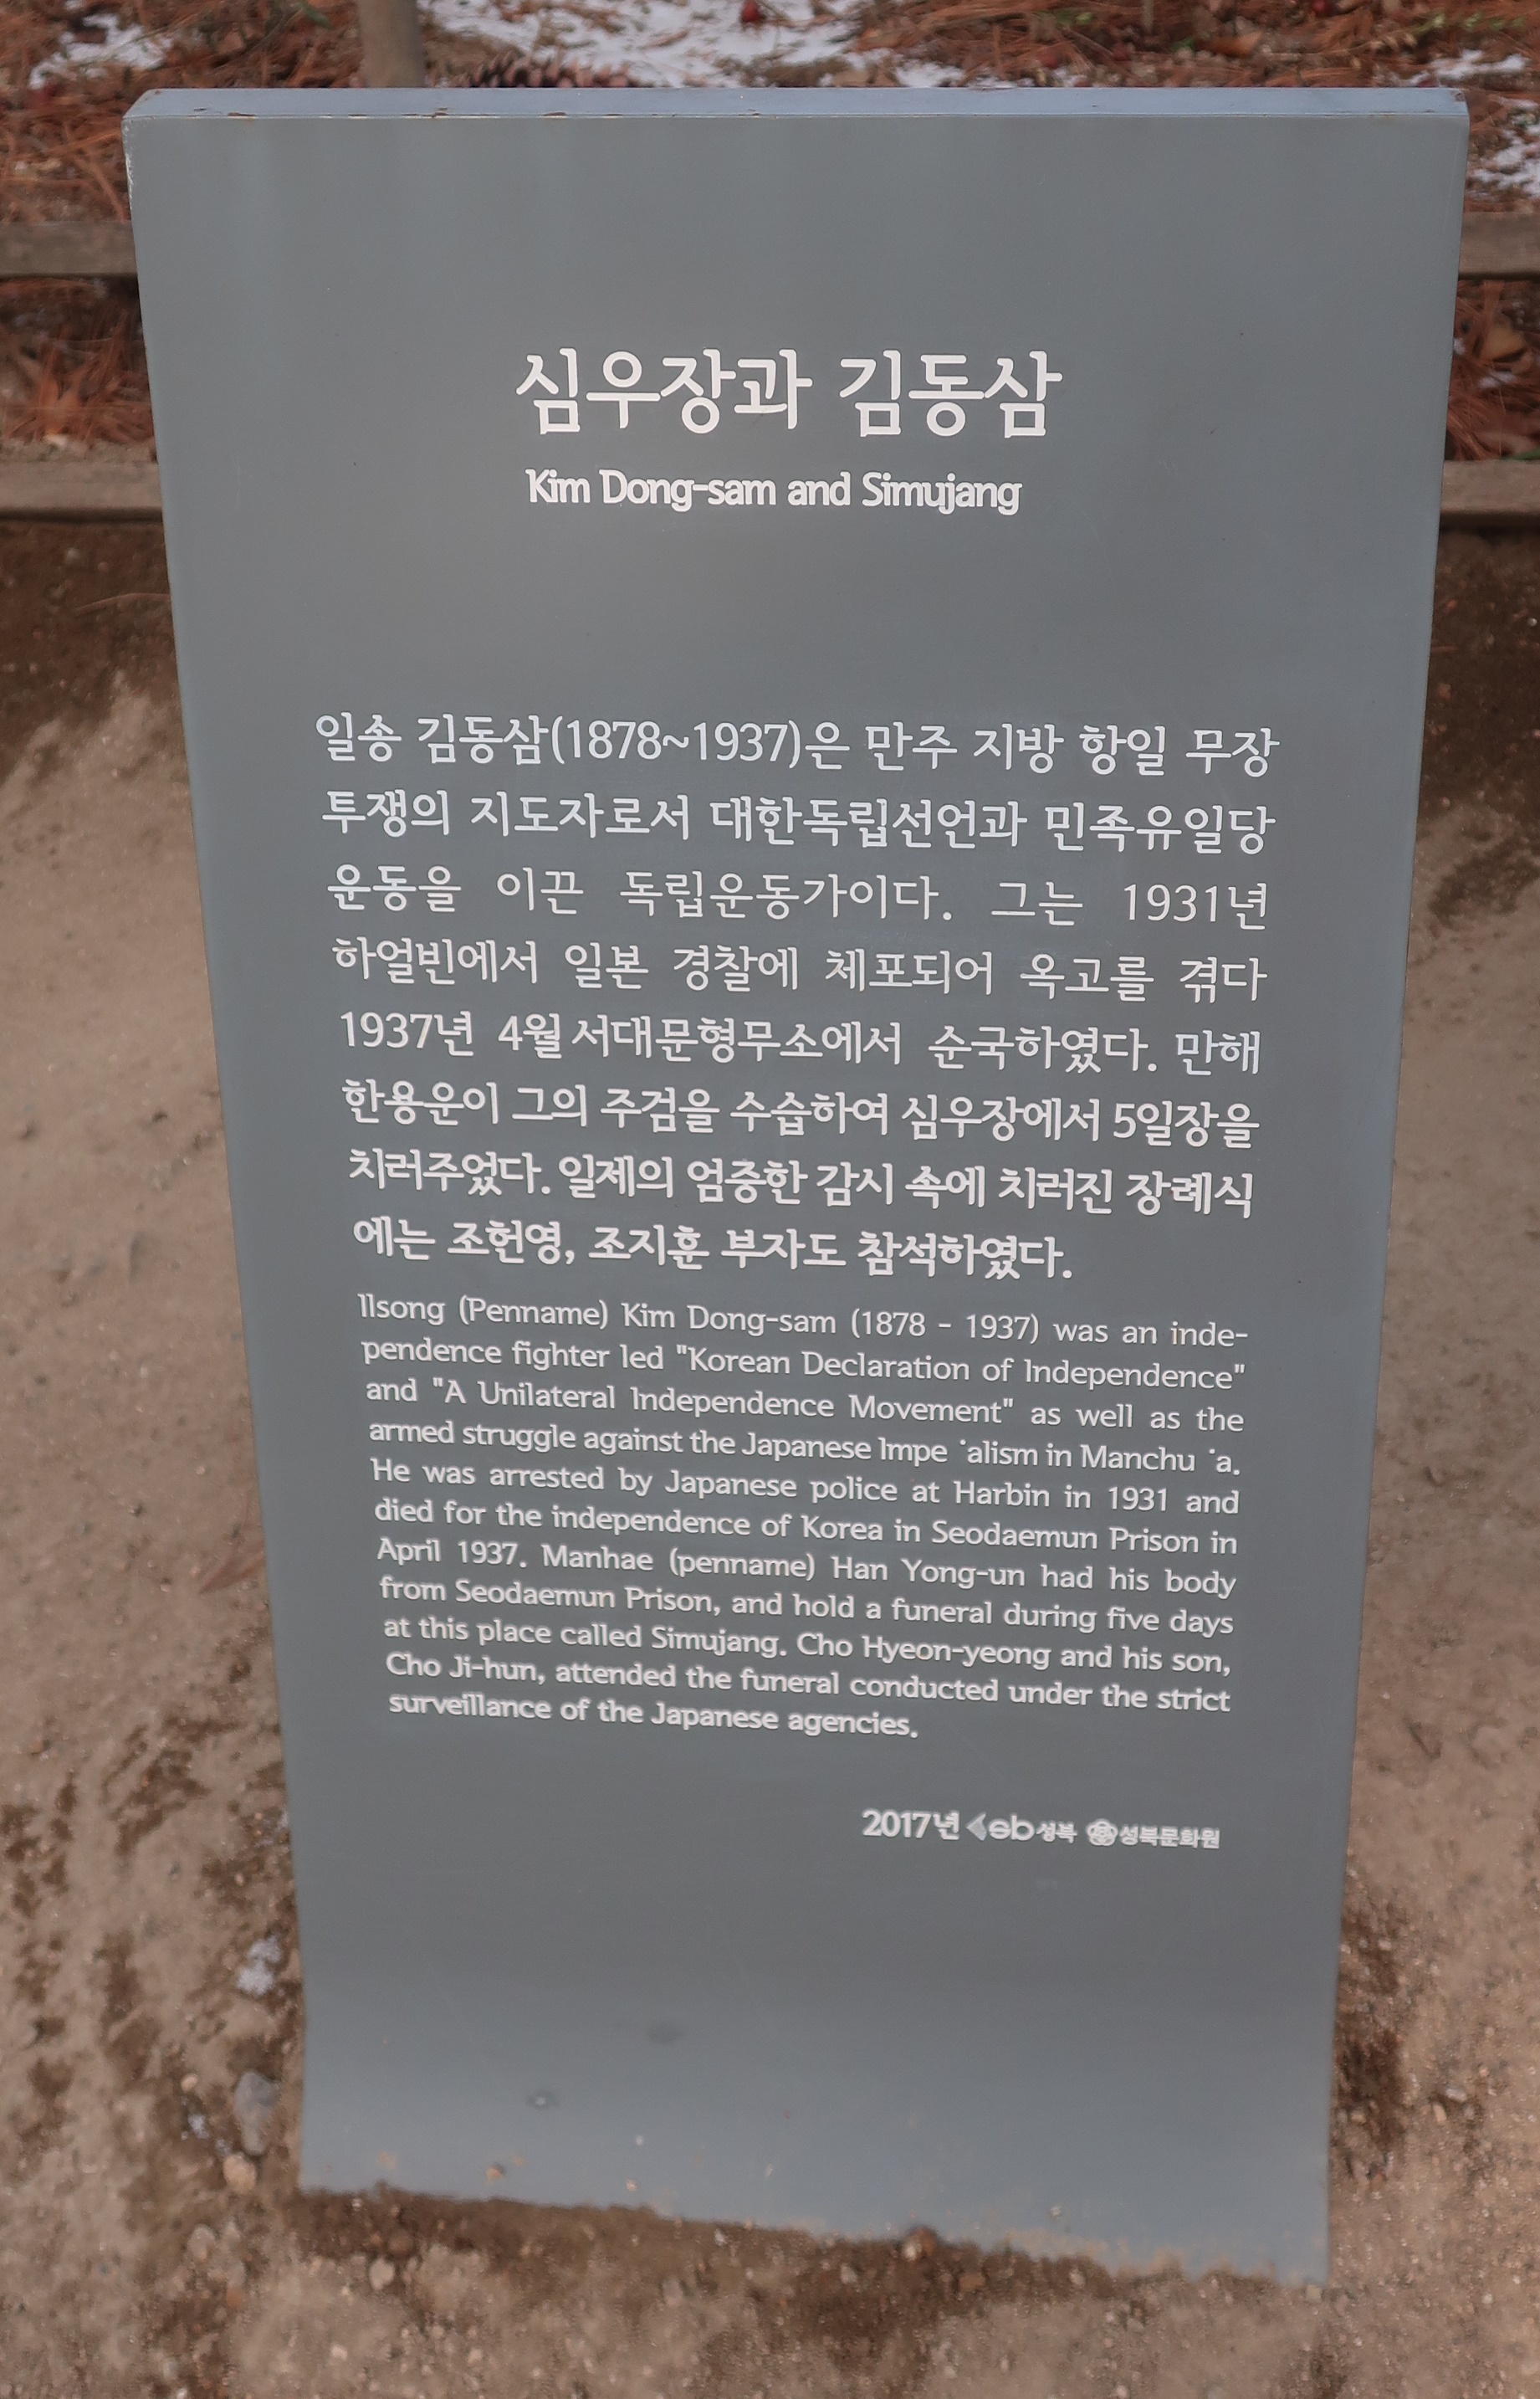 심우장과 김동삼
Kim Dong-sam and Simujang
일송 김동삼(1878~1937)은 만주 지방 항일 무장
투쟁의 지도자로서 대한독립선언과 민족유일당
운동을 이끈 독립운동가이다. 그는 1931년
하얼빈에서 일본 경찰에 체포되어 옥고를 겪다
1937년 4월 서대문형무소에서 순국하였다. 만해
한용운이 그의 주검을 수습하여 심우장에서 5일장을
치러주었다. 일제의 엄중한 감시 속에 치러진 장례식
에는 조헌영, 조지훈 부자도 참석하였다.
Ilsong (Penname) Kim Dong-sam (1878 - 1937) was an inde-
pendence fighter led "Korean Declaration of Independence"
and "A Unilateral Independence Movement" as well as the
armed struggle against the Japanese Impe 'alism in Manchu 'a.
He was arrested by Japanese police at Harbin in 1931 and
died for the independence of Korea in Seodaemun Prison in
April 1937. Manhae (penname) Han Yong-un had his body
from Seodaemun Prison, and hold a funeral during five days
at this place called Simujang. Cho Hyeon-yeong and his son,
Cho Ji-hun, attended the funeral conducted under the strict
surveillance of the Japanese agencies.
2017년 sb성북 성북문화원